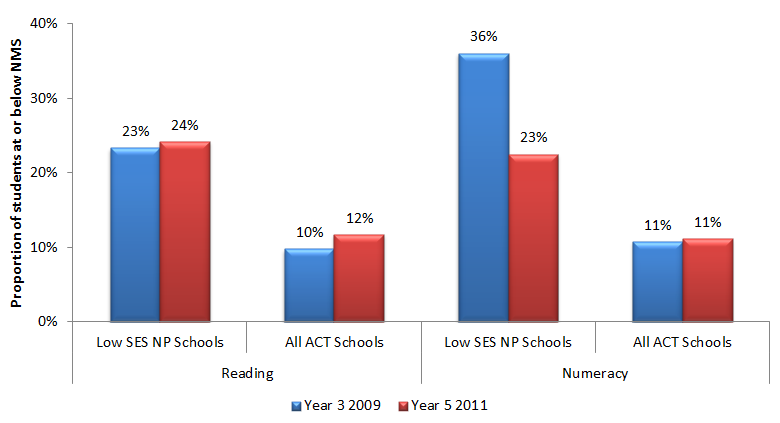 40%
30%
20%
10%
0%
Proportion of students at or below NMS
23%
24%
10%
12%
36%
23%
11%
11%
Low SES NP Schools
All ACT Schools
Low SES NP Schools
All ACT Schools
Reading
Numeracy
Year 3 2009
Year 5 2011